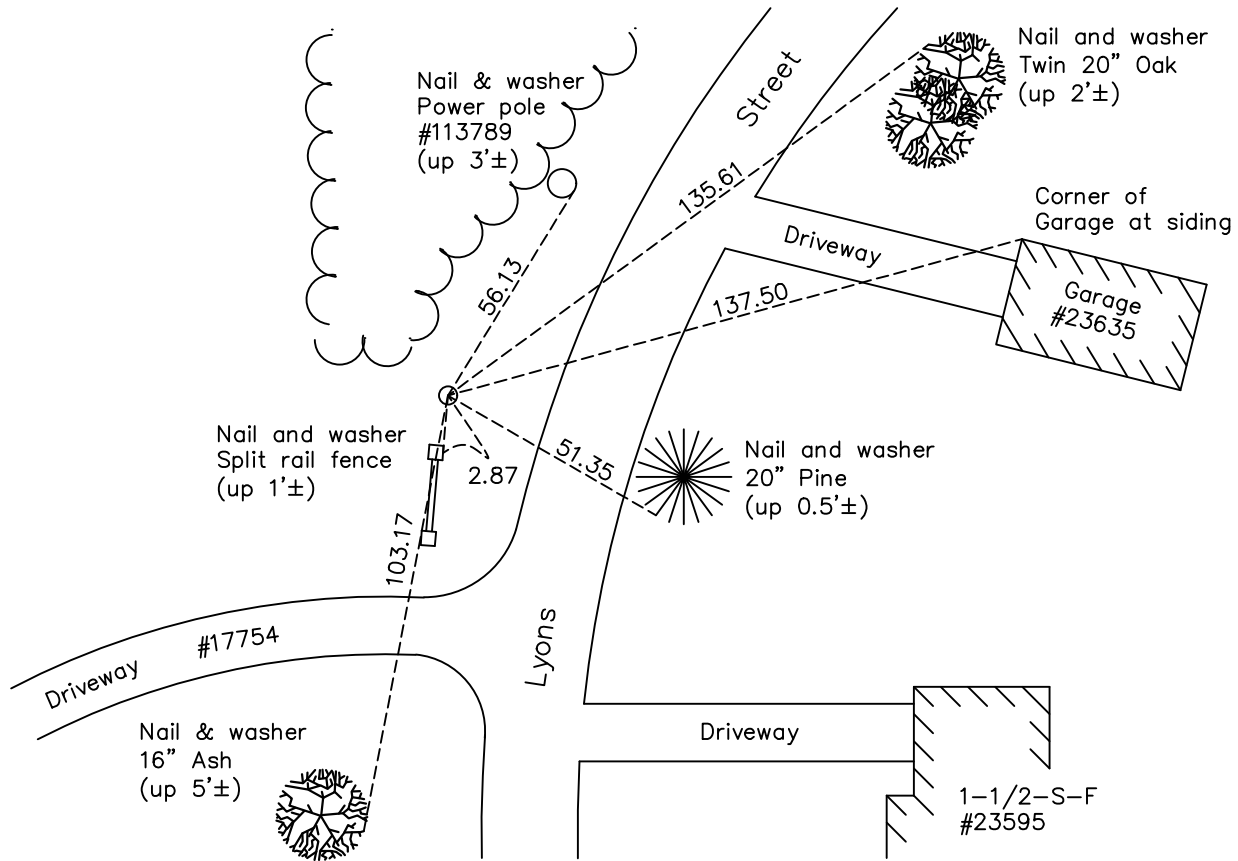 Nail and washer
Twin 20" Oak
(up 2'±)
Nail & washer
Power pole
#113789
(up 3'±)
Street
135.61
Corner of
Garage at siding
Driveway
56.13
137.50
Garage
#23635
Nail and washer
Split rail fence
(up 1'±)
2.87
51.35
Nail and washer
20" Pine
(up 0.5'±)
103.17
#17754
Driveway
Lyons
Nail & washer
16" Ash
(up 5'±)
Driveway
1-1/2-S-F
#23595